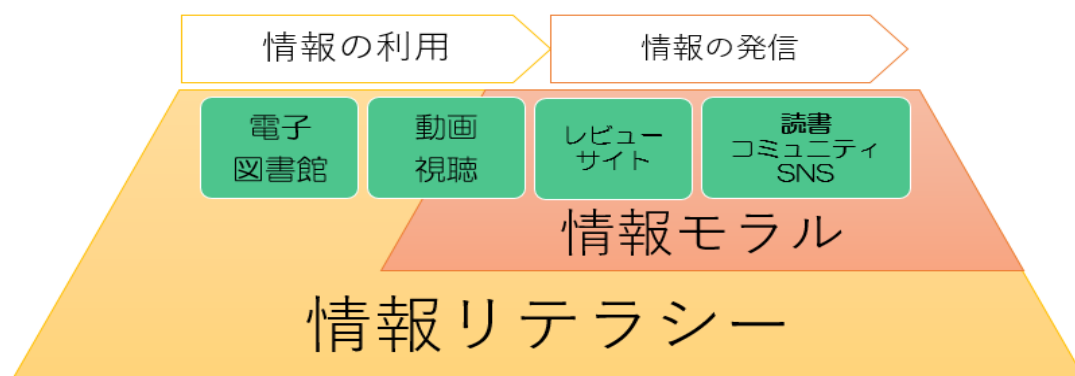 情報の利用
情報の発信
電子
図書館
動画
視聴
レビュー
サイト
読書
コミュニティ
SNS
情報モラル
情報リテラシー